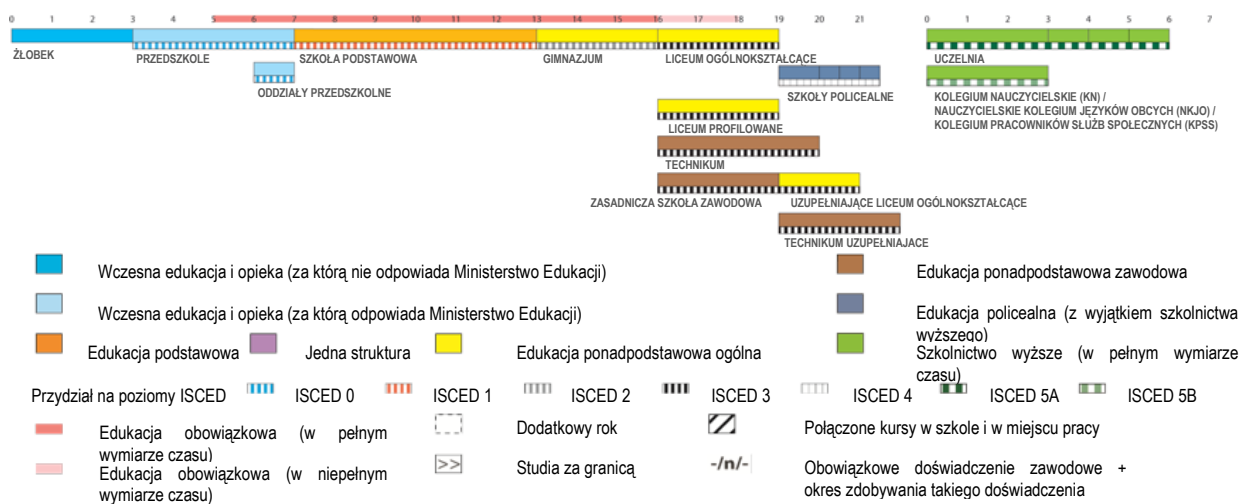 0 1 2 3 4 5 6 7 8 9 10 11 12 13 14 15 16 17 18 19 20 21 0 1 2 3 4 5 6 7
ŻŁOBEK PRZEDSZKOLE SZKOŁA PODSTAWOWA GIMNAZJUM LICEUM OGÓLNOKSZTAŁCĄCE UCZELNIA
ODDZIAŁY PRZEDSZKOLNE SZKOŁY POLICEALNE KOLEGIUM NAUCZYCIELSKIE (KN) /
NAUCZYCIELSKIE KOLEGIUM JĘZYKÓW OBCYCH (NKJO) /
KOLEGIUM PRACOWNIKÓW SŁUŻB SPOŁECZNYCH (KPSS)
LICEUM PROFILOWANE
TECHNIKUM
ZASADNICZA SZKOŁA ZAWODOWA UZUPEŁNIAJĄCE LICEUM OGÓLNOKSZTAŁCĄCE
TECHNIKUM UZUPEŁNIAJACE
Wczesna edukacja i opieka (za którą nie odpowiada Ministerstwo Edukacji)
Edukacja ponadpodstawowa zawodowa
Wczesna edukacja i opieka (za którą odpowiada Ministerstwo Edukacji)
Edukacja policealna (z wyjątkiem szkolnictwa
wyższego)
Edukacja podstawowa Jedna struktura Edukacja ponadpodstawowa ogólna
Szkolnictwo wyższe (w pełnym wymiarze
czasu)
Przydział na poziomy ISCED ISCED 0 ISCED 1 ISCED 2 ISCED 3 ISCED 4 ISCED 5A ISCED 5B
Edukacja obowiązkowa (w pełnym
wymiarze czasu)
Dodatkowy rok
Połączone kursy w szkole i w miejscu pracy
Edukacja obowiązkowa (w niepełnym
wymiarze czasu)
>> Studia za granicą
-/n/- Obowiązkowe doświadczenie zawodowe +
okres zdobywania takiego doświadczenia